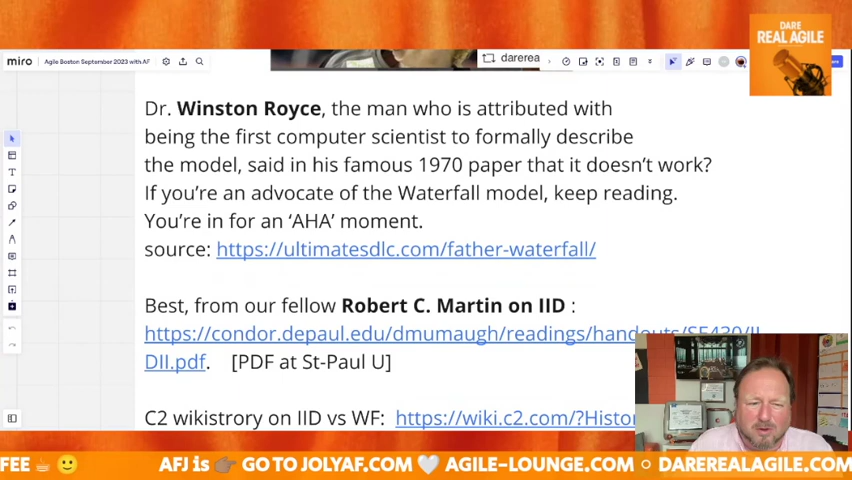 DARE
REAL AGILE
miro Agile Boston September 2023 with AF
darerea
Dr. Winston Royce, the man who is attributed with
being the first computer scientist to formally describe
the model, said in his famous 1970 paper that it doesn't work?
If you're an advocate of the Waterfall model, keep reading.
You're in for an 'AHA' moment.
source: https://ultimatesdlc.com/father-waterfall/
Best, from our fellow Robert C. Martin on IID :
https://condor.depaul.edu/dmumaugh/readings/handouts/SE430/II
DII.pdf. [PDF at St-Paul U]
C2 wikistrory on IID vs WF: https://wiki.c2.com/?Histor
FEE ☕ 🙂 AFJ is 👉🏽 GO TO JOLYAF.COM 🤍 AGILE-LOUNGE.COM ○ DAREREALAGILE.COM